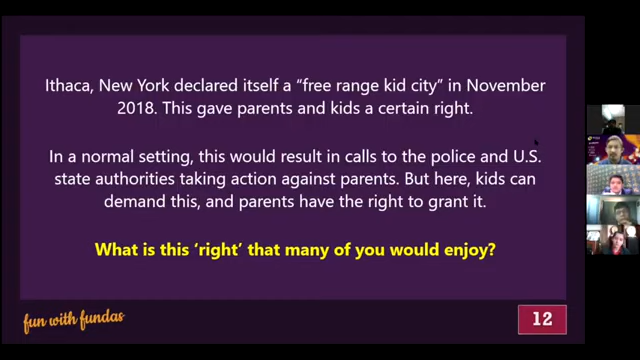 Ithaca, New York declared itself a "free range kid city" in November
2018. This gave parents and kids a certain right.
In a normal setting, this would result in calls to the police and U.S.
state authorities taking action against parents. But here, kids can
demand this, and parents have the right to grant it.
What is this 'right' that many of you would enjoy?
fun with fundas
12